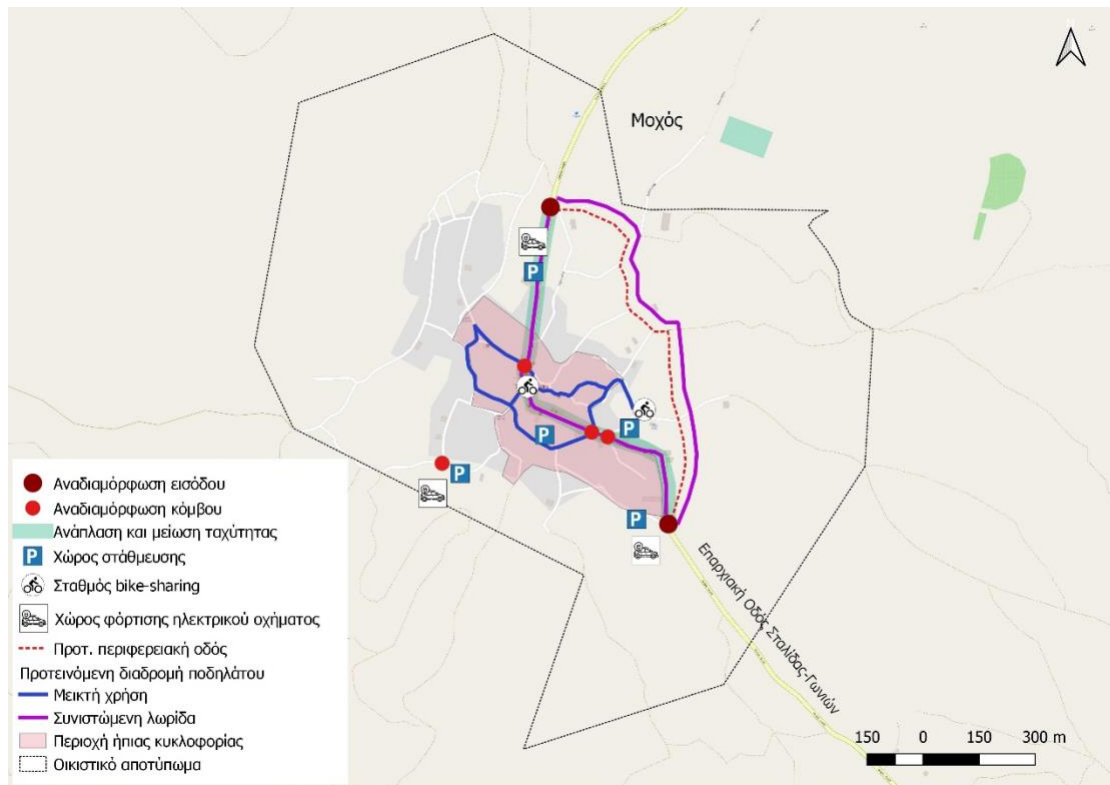 Μοχός
Επαρχιακή Οδός Σταλίδας-Γωνιών
P
P
P
P
P
Αναδιαμόρφωση εισόδου
Αναδιαμόρφωση κόμβου
Ανάπλαση και μείωση ταχύτητας
P Χώρος στάθμευσης
Σταθμός bike-sharing
Χώρος φόρτισης ηλεκτρικού οχήματος
Προτ. περιφερειακή οδός
Προτεινόμενη διαδρομή ποδηλάτου
Μεικτή χρήση
Συνιστώμενη λωρίδα
Περιοχή ήπιας κυκλοφορίας
Οικιστικό αποτύπωμα
150 0 150 300 m